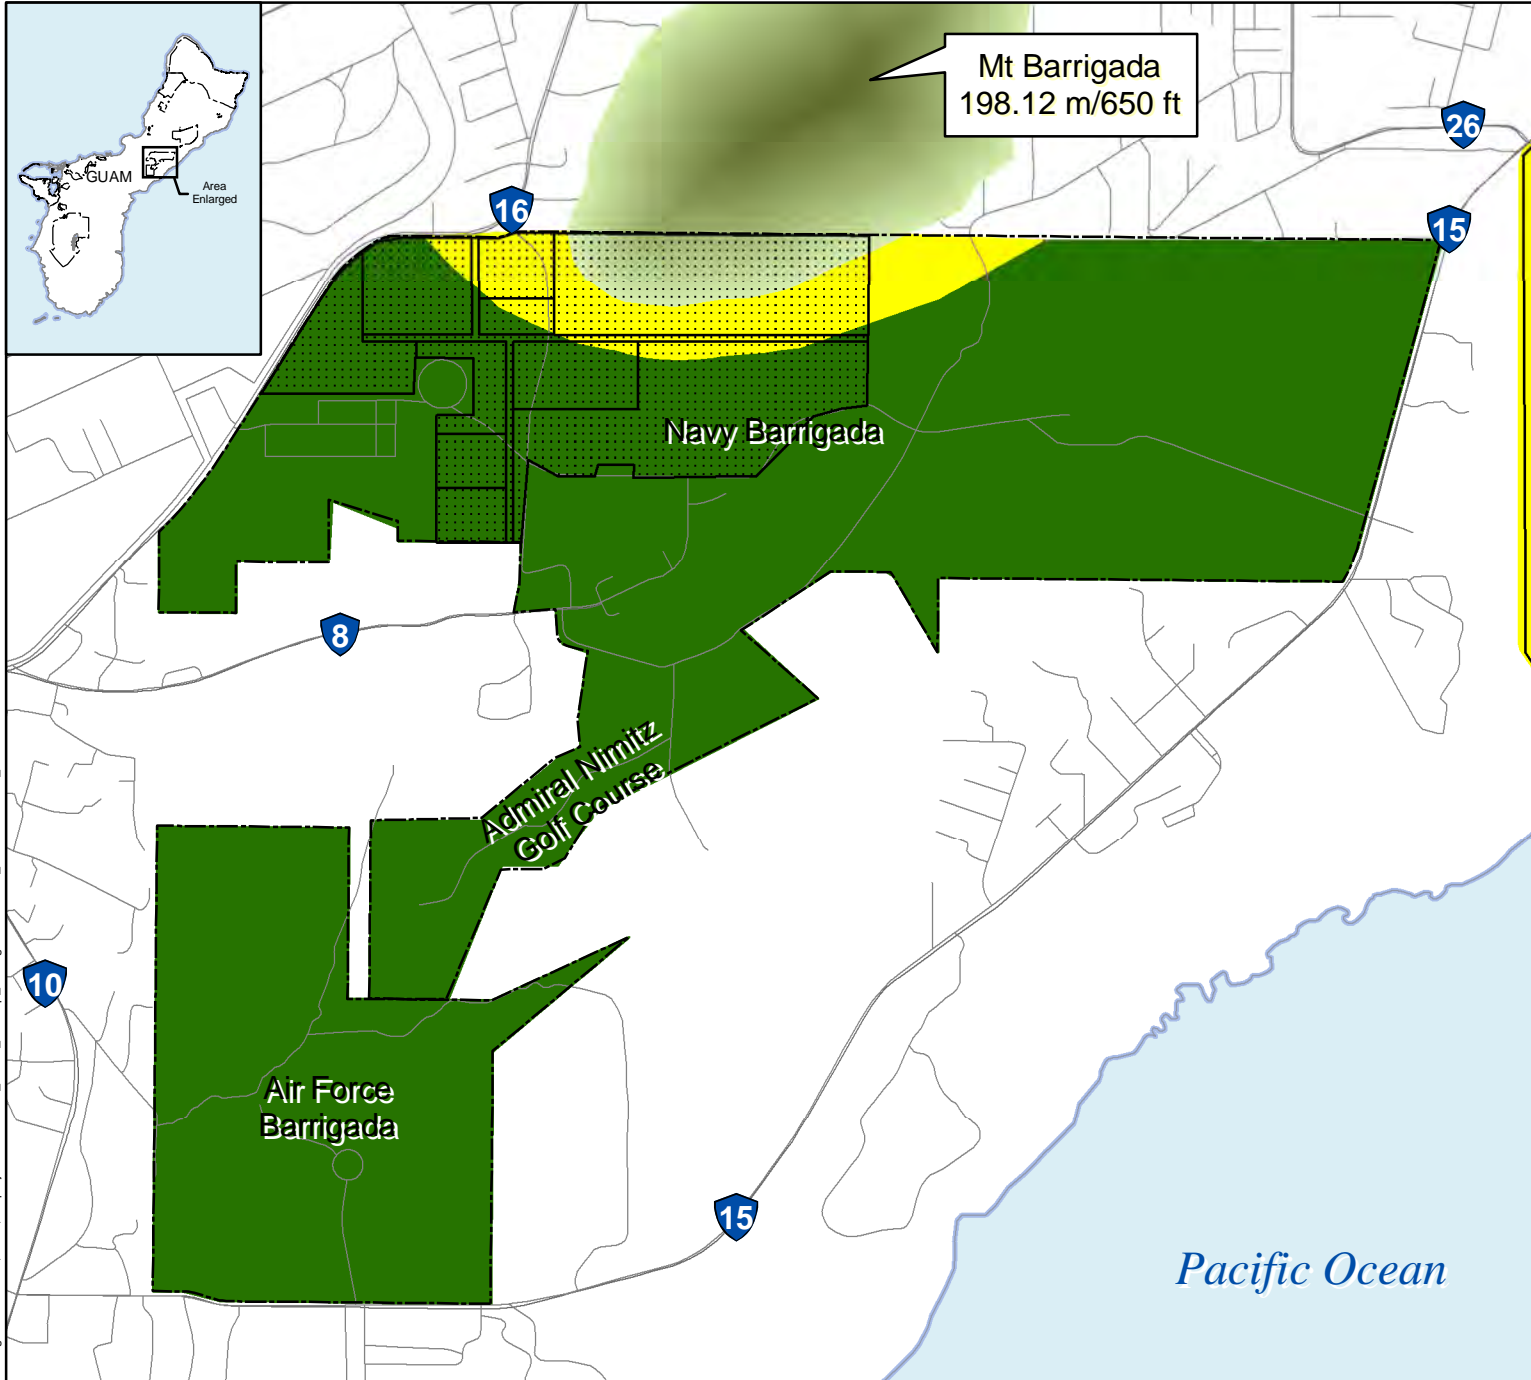 Mt Barrigada
198.12 m/650 ft
26
GUAM
Area
Enlarged
16
15
Navy Barrigada
8
Admiral Nimitz
Golf Course
10
Air Force
Barrigada
15
Pacific Ocean